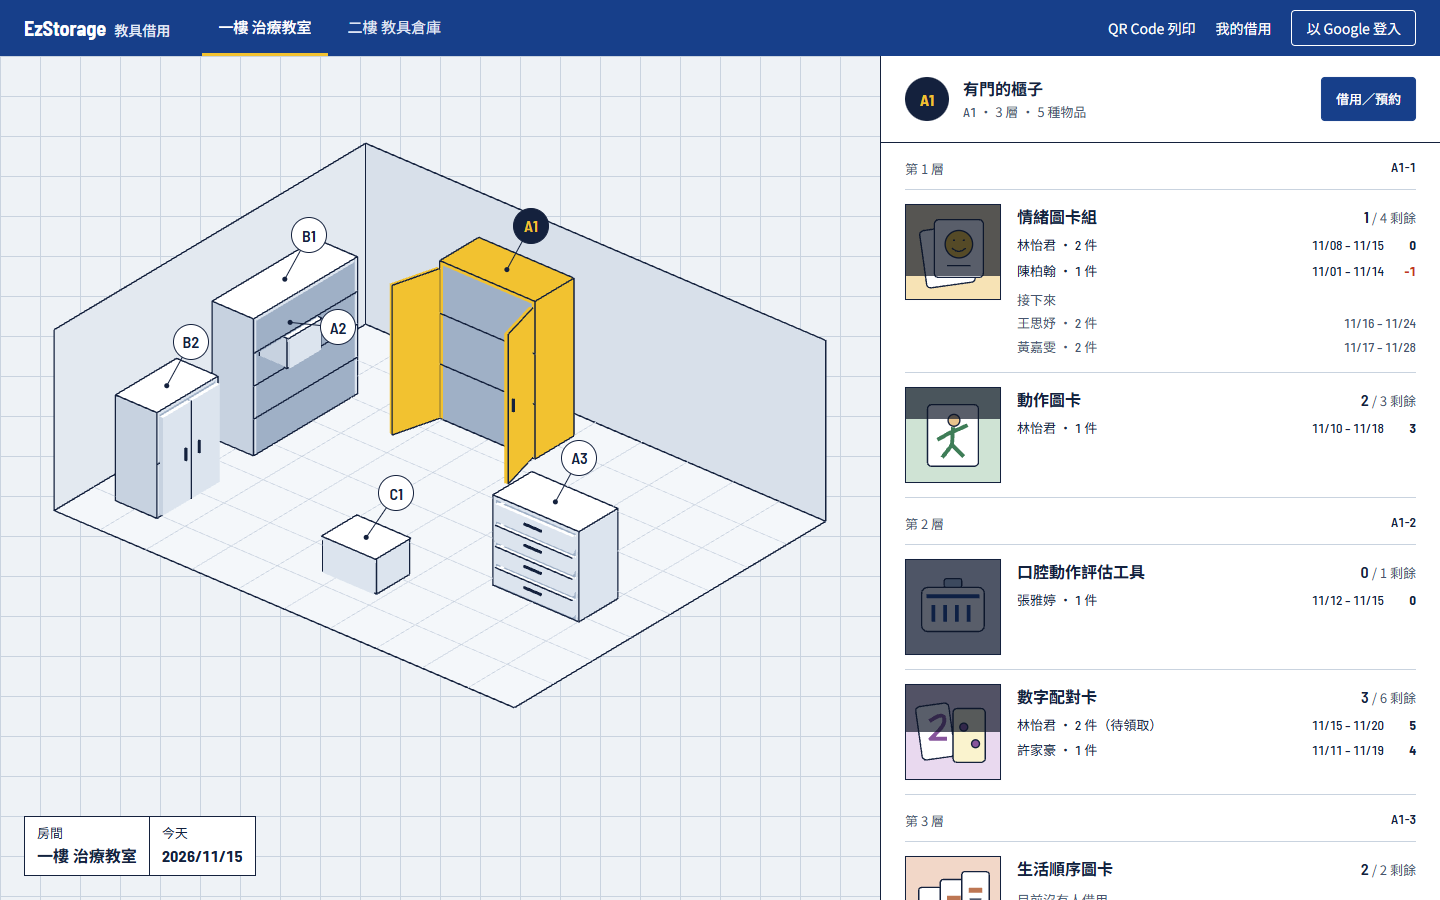 EzStorage 教具借用
一樓 治療教室
二樓 教具倉庫
QR Code 列印
我的借用
以 Google 登入
A1
有門的櫃子
A1 ・ 3 層 ・ 5 種物品
借用／預約
第 1 層
A1-1
情緒圖卡組
1 / 4 剩餘
林怡君 ・ 2 件
11/08 – 11/15
0
陳柏翰 ・ 1 件
11/01 – 11/14
-1
接下來
王思妤 ・ 2 件
11/16 – 11/24
黃嘉雯 ・ 2 件
11/17 – 11/28
動作圖卡
2 / 3 剩餘
林怡君 ・ 1 件
11/10 – 11/18
3
第 2 層
A1-2
口腔動作評估工具
0 / 1 剩餘
張雅婷 ・ 1 件
11/12 – 11/15
0
2
數字配對卡
3 / 6 剩餘
林怡君 ・ 2 件（待領取）
11/15 – 11/20
5
許家豪 ・ 1 件
11/11 – 11/19
4
第 3 層
A1-3
生活順序圖卡
2 / 2 剩餘
目前沒有人借用
A1
B1
A2
B2
A3
C1
房間
一樓 治療教室
今天
2026/11/15